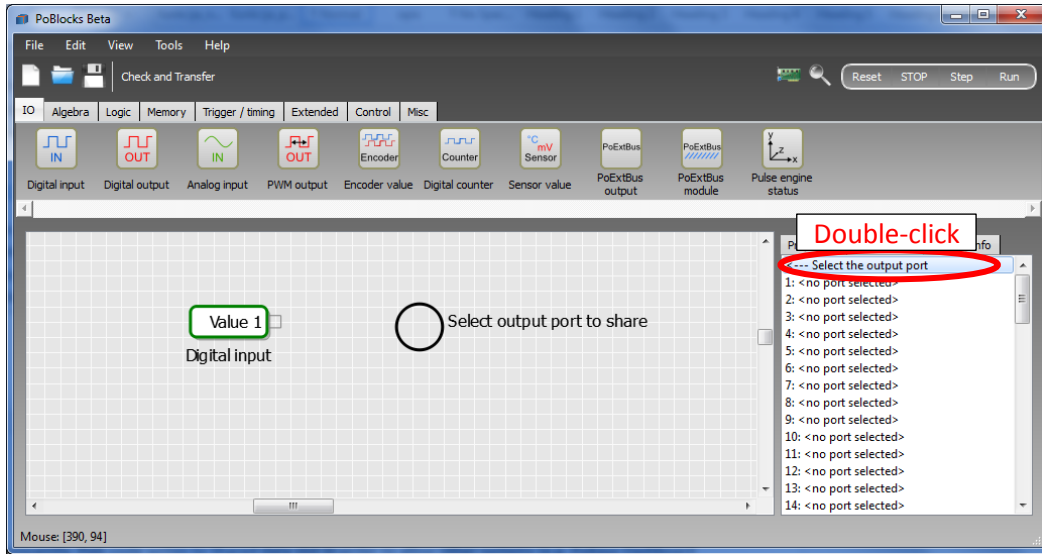 PoBlocks Beta
File Edit View Tools Help
Check and Transfer
Reset STOP Step Run
IO Algebra Logic Memory Trigger / timing Extended Control Misc
IN OUT IN OUT Encoder Counter °C mV Sensor PoExtBus PoExtBus y z x
Digital input Digital output Analog input PWM output Encoder value Digital counter Sensor value PoExtBus output PoExtBus module Pulse engine status
Double-click
<--- Select the output port
1: <no port selected>
2: <no port selected>
3: <no port selected>
4: <no port selected>
5: <no port selected>
6: <no port selected>
7: <no port selected>
8: <no port selected>
9: <no port selected>
10: <no port selected>
11: <no port selected>
12: <no port selected>
13: <no port selected>
14: <no port selected>
Value 1
Digital input
Select output port to share
Mouse: [390, 94]